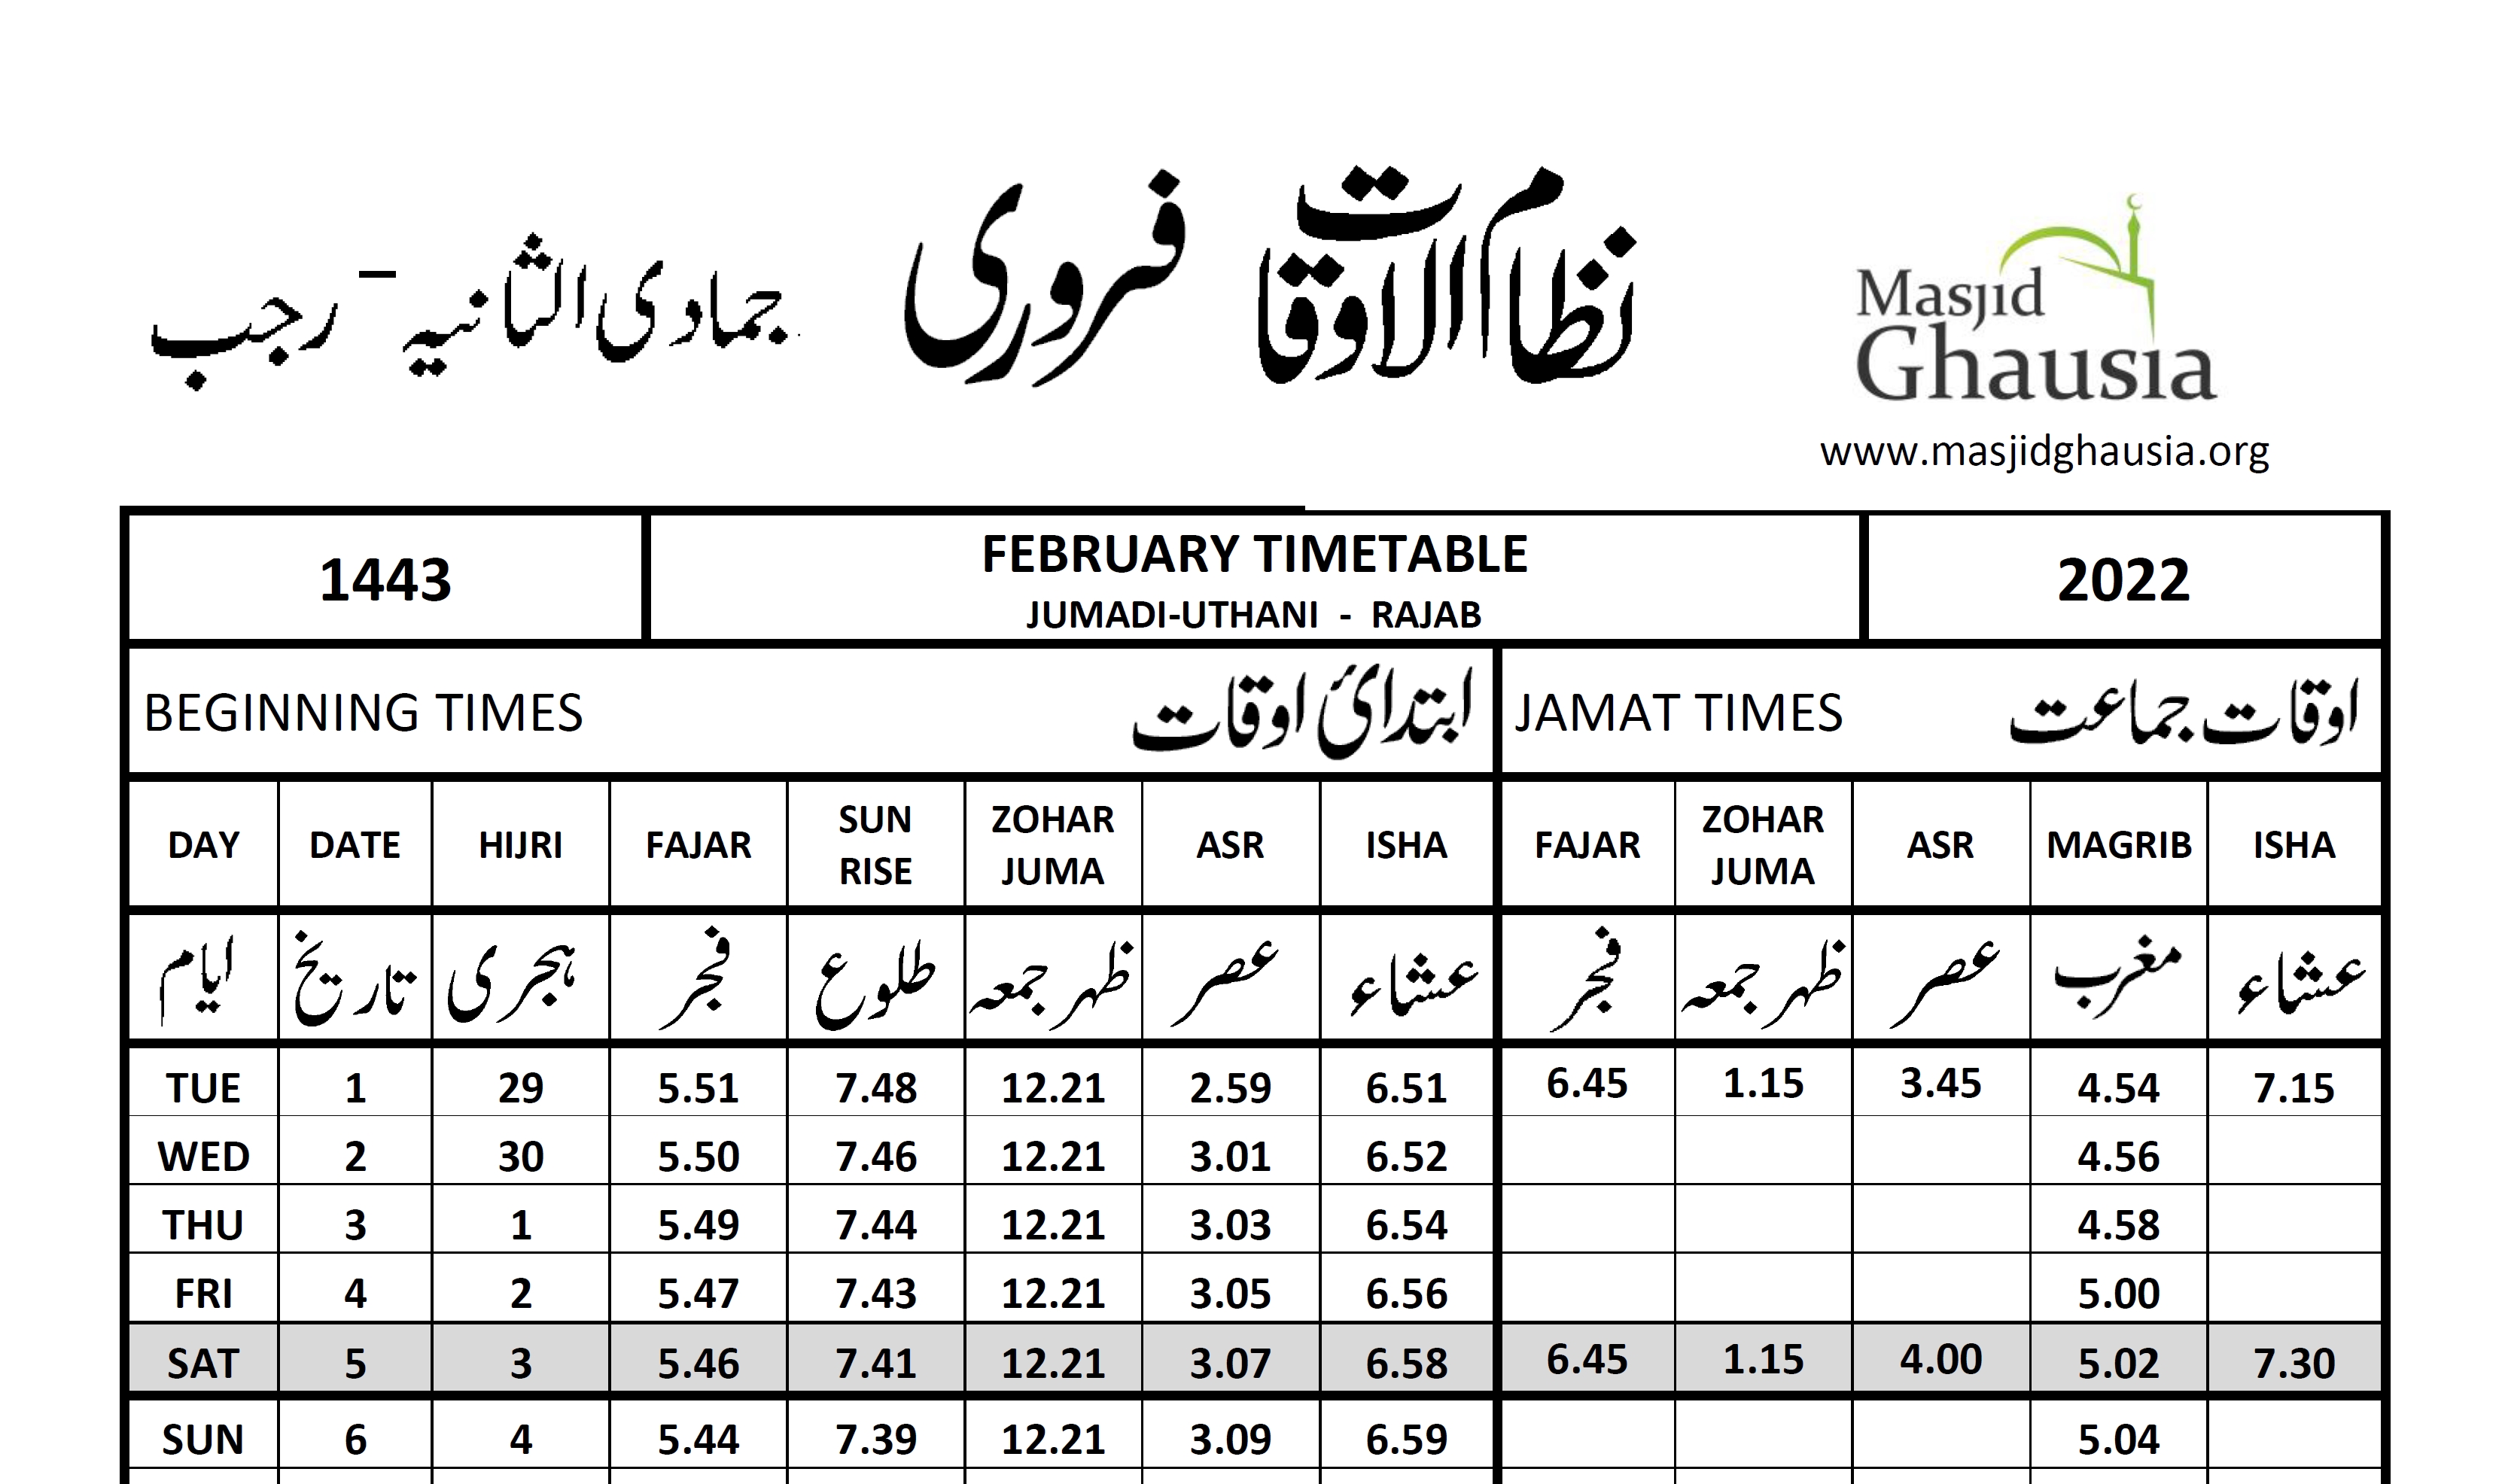 نظام الاوقات فروری جمادی الثانیہ – رجب
Masjid
Ghausia
www.masjidghausia.org
1443 FEBRUARY TIMETABLE 2022
JUMADI-UTHANI - RAJAB
BEGINNING TIMES ابتدائ اوقات JAMAT TIMES اوقات جماعت
DAY DATE HIJRI FAJAR SUN RISE ZOHAR JUMA ASR ISHA FAJAR ZOHAR JUMA ASR MAGRIB ISHA
ایام تاریخ ہجری فجر طلوع ظہر جمعہ عصر عشاء فجر ظہر جمعہ عصر مغرب عشاء
TUE 1 29 5.51 7.48 12.21 2.59 6.51 6.45 1.15 3.45 4.54 7.15
WED 2 30 5.50 7.46 12.21 3.01 6.52 4.56
THU 3 1 5.49 7.44 12.21 3.03 6.54 4.58
FRI 4 2 5.47 7.43 12.21 3.05 6.56 5.00
SAT 5 3 5.46 7.41 12.21 3.07 6.58 6.45 1.15 4.00 5.02 7.30
SUN 6 4 5.44 7.39 12.21 3.09 6.59 5.04